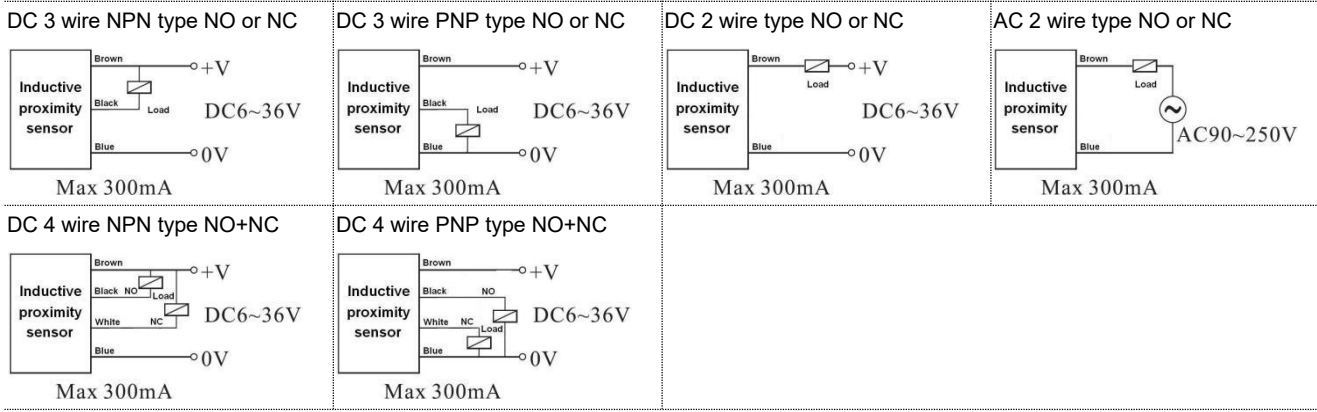 DC 3 wire NPN type NO or NC
Brown
+V
Inductive
proximity
sensor
Black
Load
DC6~36V
Blue
0V
Max 300mA
DC 3 wire PNP type NO or NC
Brown
+V
Inductive
proximity
sensor
Black
Load
DC6~36V
Blue
0V
Max 300mA
DC 2 wire type NO or NC
Brown
+V
Load
Inductive
proximity
sensor
DC6~36V
Blue
0V
Max 300mA
AC 2 wire type NO or NC
Brown
Load
Inductive
proximity
sensor
AC90~250V
Blue
Max 300mA
DC 4 wire NPN type NO+NC
Brown
+V
Inductive
proximity
sensor
Black NO
Load
White NC
DC6~36V
Blue
0V
Max 300mA
DC 4 wire PNP type NO+NC
Brown
+V
Inductive
proximity
sensor
Black NO
White NC
Load
DC6~36V
Blue
0V
Max 300mA